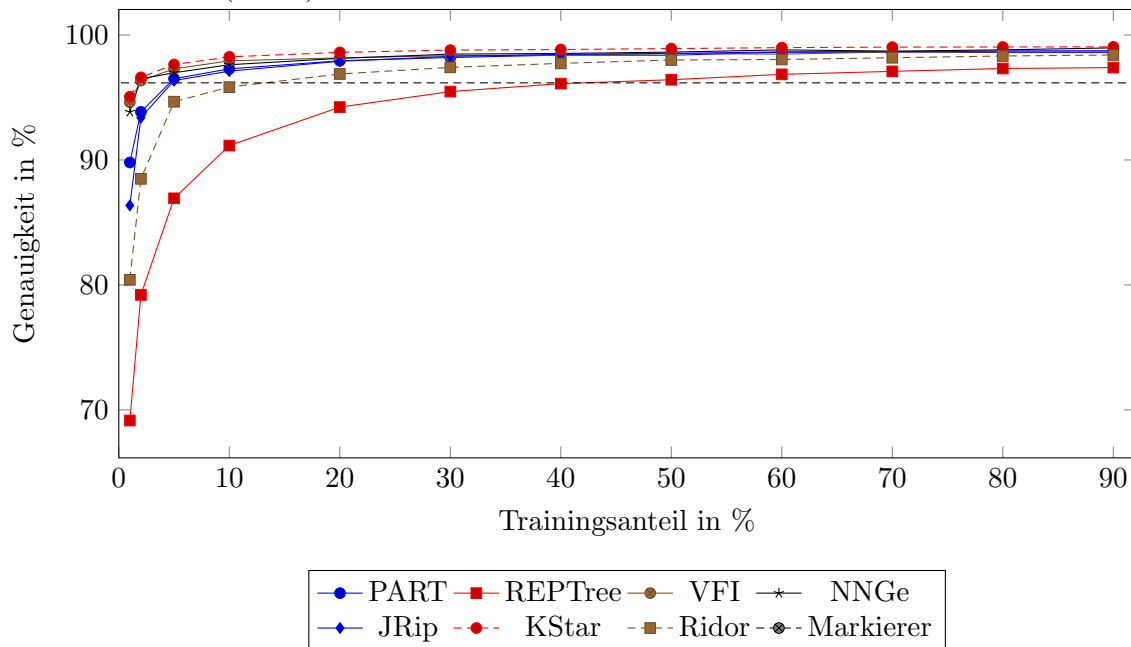 100
90
80
70
Genauigkeit in %
0 10 20 30 40 50 60 70 80 90
Trainingsanteil in %
PART REPTree VFI NNGe
JRip KStar Ridor Markierer